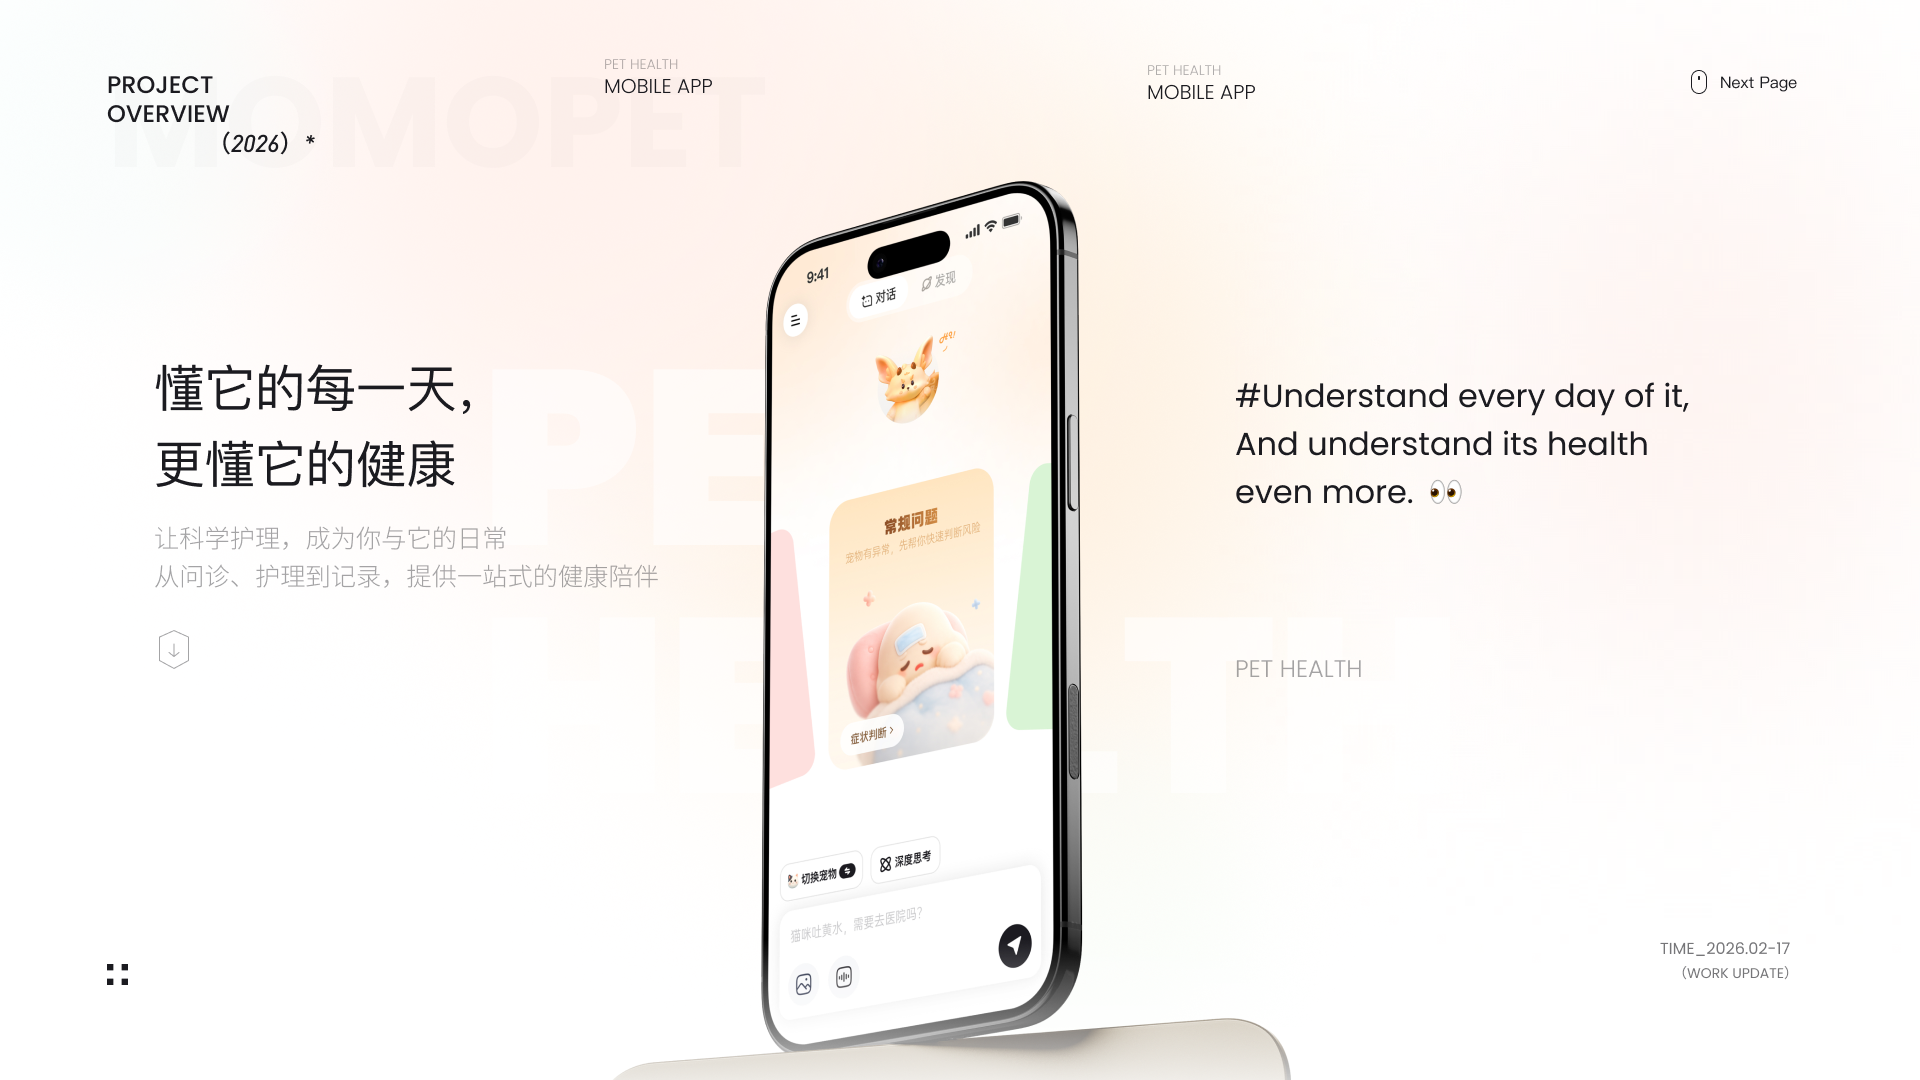 PROJECT
OVERVIEW
(2026) *
MOMOPET
PET HEALTH
MOBILE APP
PET HEALTH
MOBILE APP
Next Page
懂它的每一天，
更懂它的健康
让科学护理，成为你与它的日常
从问诊、护理到记录，提供一站式的健康陪伴
PE
HE LTH
9:41
对话
发现
Hi!
常规问题
宠物有异常，先帮你快速判断风险
症状判断 >
切换宠物
深度思考
猫咪吐黄水，需要去医院吗？
#Understand every day of it,
And understand its health
even more. 👀
PET HEALTH
TIME_2026.02-17
(WORK UPDATE)